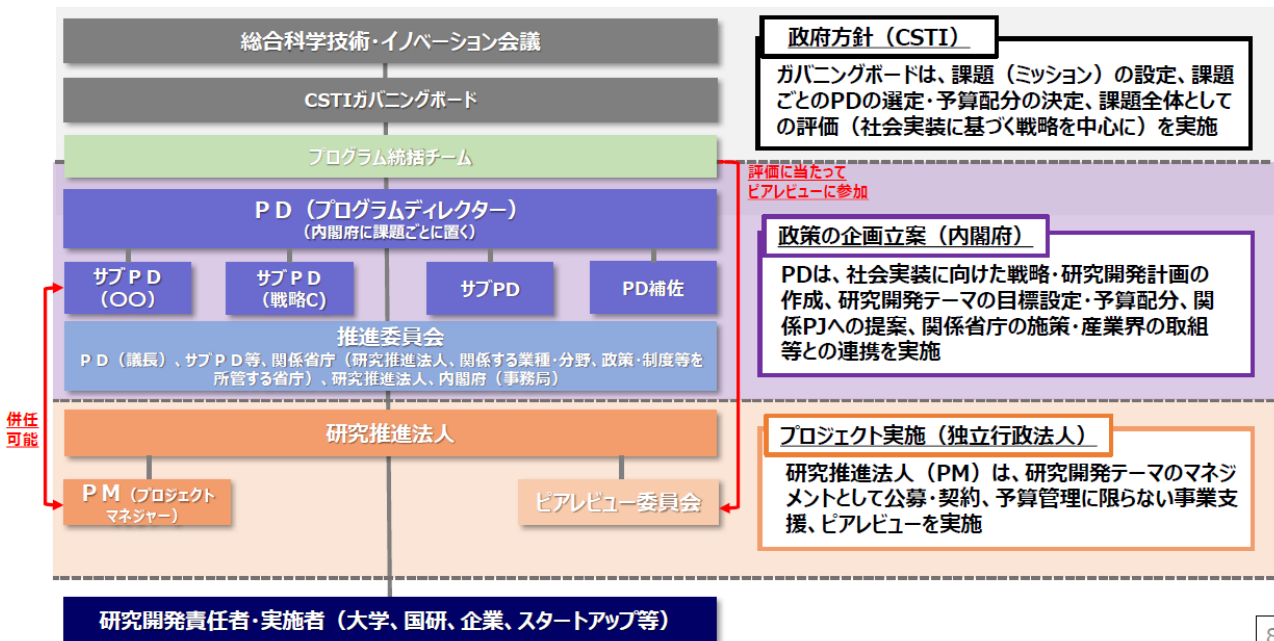 総合科学技術・イノベーション会議
CSTIガバニングボード
プログラム統括チーム
政府方針（CSTI）
ガバニングボードは、課題（ミッション）の設定、課題
ごとのPDの選定・予算配分の決定、課題全体として
の評価（社会実装に基づく戦略を中心に）を実施
評価に当たって
ピアレビューに参加
ＰＤ（プログラムディレクター）
（内閣府に課題ごとに置く）
サブＰＤ
（〇〇）
サブＰＤ
（戦略C）
サブPD
PD補佐
推進委員会
ＰＤ（議長）、サブＰＤ等、関係省庁（研究推進法人、関係する業種・分野、政策・制度等を
所管する省庁）、研究推進法人、内閣府（事務局）
政策の企画立案（内閣府）
PDは、社会実装に向けた戦略・研究開発計画の
作成、研究開発テーマの目標設定・予算配分、関
係PJへの提案、関係省庁の施策・産業界の取組
等との連携を実施
併任
可能
研究推進法人
ＰＭ（プロジェクト
マネジャー）
ピアレビュー委員会
プロジェクト実施（独立行政法人）
研究推進法人（PM）は、研究開発テーマのマネジ
メントとして公募・契約、予算管理に限らない事業支
援、ピアレビューを実施
研究開発責任者・実施者（大学、国研、企業、スタートアップ等）